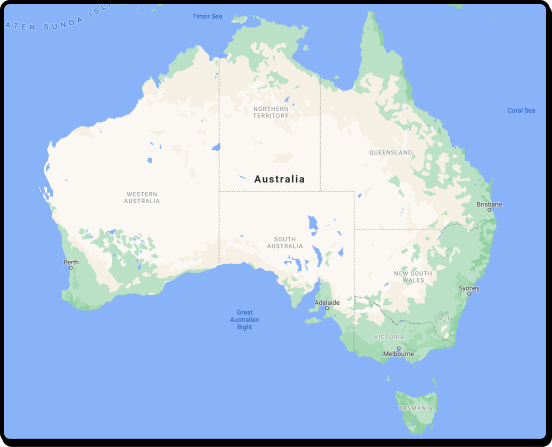 ATER SUNDA ISL
Timor Sea
Coral Sea
NORTHERN
TERRITORY
QUEENSLAND
Australia
WESTERN
AUSTRALIA
Brisbane
SOUTH
AUSTRALIA
Perth
NEW SOUTH
WALES
Sydney
Adelaide
Great
Australian
Bight
ACT
VICTORIA
Melbourne
TASMANIA